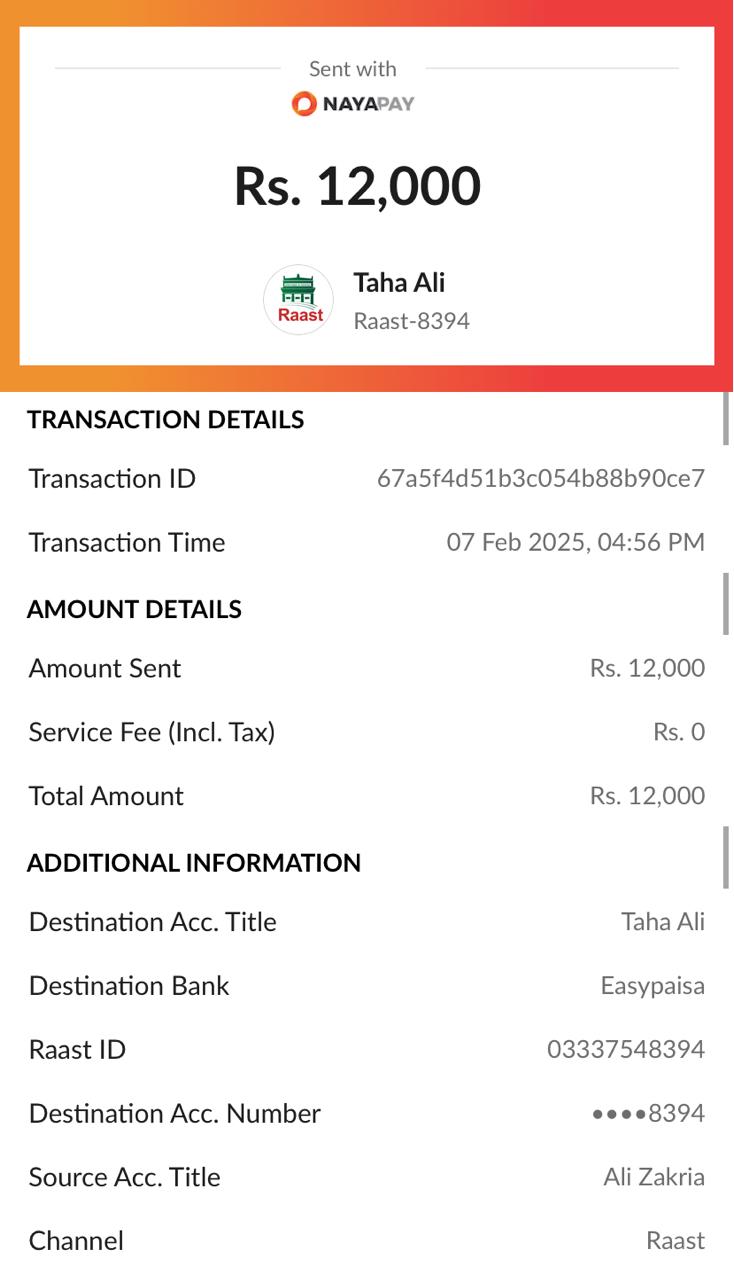 Sent with
NAYAPAY
Rs. 12,000
Raast
Taha Ali
Raast-8394
TRANSACTION DETAILS
Transaction ID 67a5f4d51b3c054b88b90ce7
Transaction Time 07 Feb 2025, 04:56 PM
AMOUNT DETAILS
Amount Sent Rs. 12,000
Service Fee (Incl. Tax) Rs. 0
Total Amount Rs. 12,000
ADDITIONAL INFORMATION
Destination Acc. Title Taha Ali
Destination Bank Easypaisa
Raast ID 03337548394
Destination Acc. Number ••••8394
Source Acc. Title Ali Zakria
Channel Raast